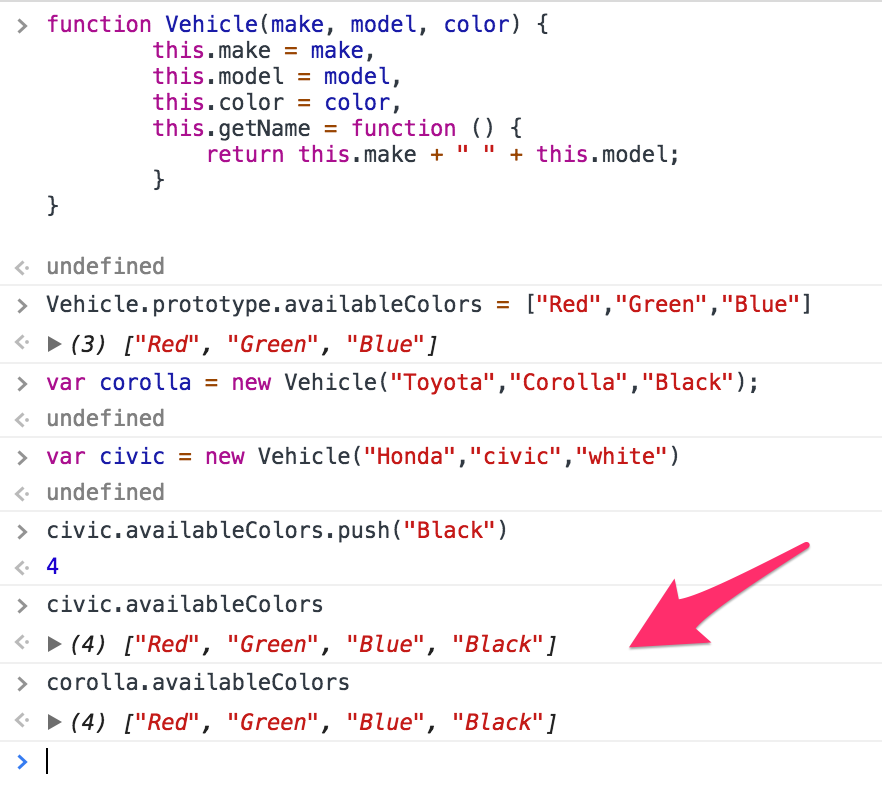 > function Vehicle(make, model, color) {
        this.make = make,
        this.model = model,
        this.color = color,
        this.getName = function () {
            return this.make + " " + this.model;
        }
}
<· undefined
> Vehicle.prototype.availableColors = ["Red","Green","Blue"]
<· ▶ (3) ["Red", "Green", "Blue"]
> var corolla = new Vehicle("Toyota","Corolla","Black");
<· undefined
> var civic = new Vehicle("Honda","civic","white")
<· undefined
> civic.availableColors.push("Black")
<· 4
> civic.availableColors
<· ▶ (4) ["Red", "Green", "Blue", "Black"]
> corolla.availableColors
<· ▶ (4) ["Red", "Green", "Blue", "Black"]
>